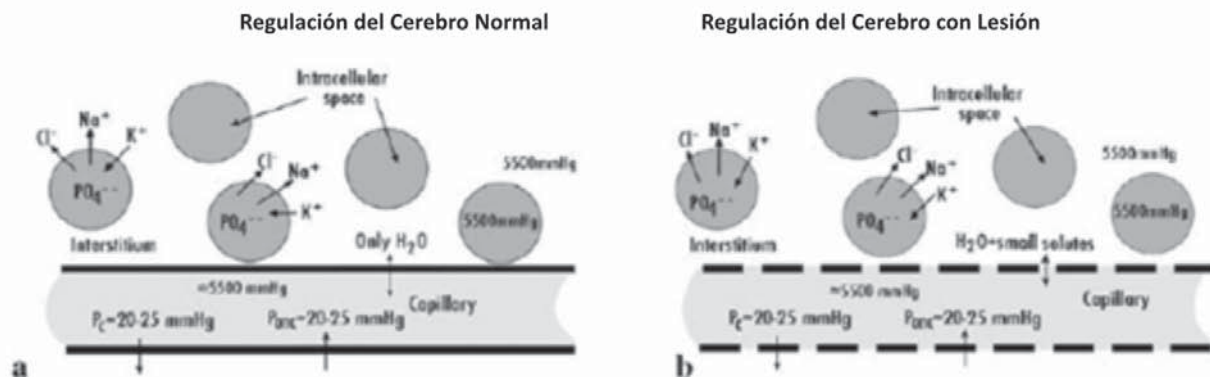 Regulación del Cerebro Normal
Regulación del Cerebro con Lesión
Intracellular
space
Cl⁻
Na⁺
K⁺
PO₄⁻⁻
Cl⁻
Na⁺
K⁺
PO₄⁻⁻
5500mmHg
5500mmHg
Interstitium
Only H₂O
≈5500 mmHg
Capillary
P꜀~20-25 mmHg
Pₒₙ꜀~20-25 mmHg
a
Intracellular
space
Cl⁻
Na⁺
K⁺
PO₄⁻⁻
Cl⁻
Na⁺
K⁺
PO₄⁻⁻
5500mmHg
5500mmHg
Interstitium
H₂O+small solutes
≈5500 mmHg
Capillary
P꜀~20-25 mmHg
Pₒₙ꜀~20-25 mmHg
b